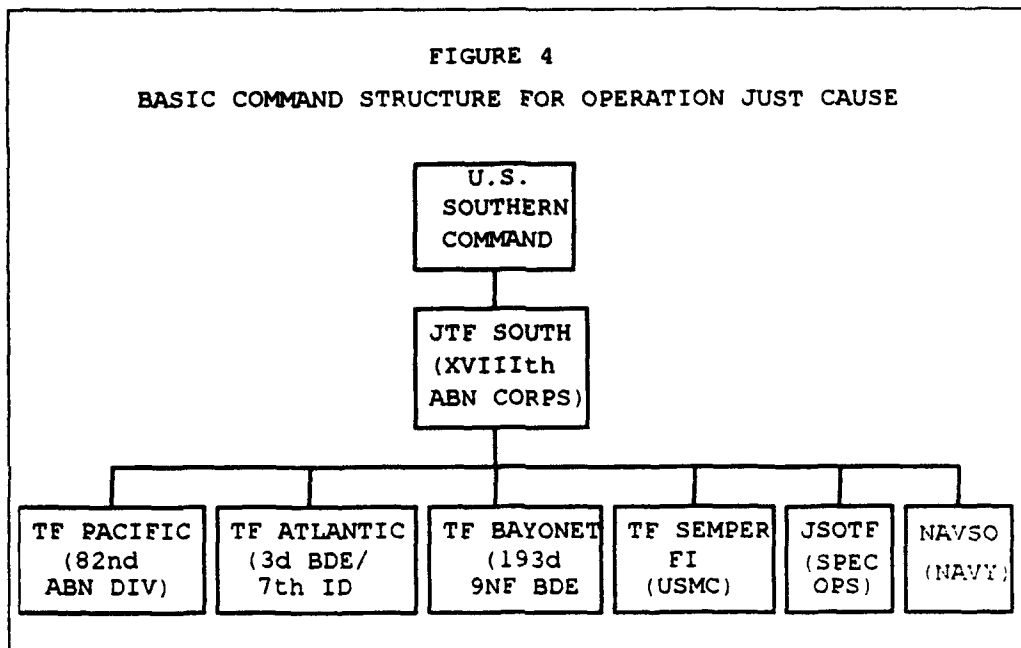 FIGURE 4
BASIC COMMAND STRUCTURE FOR OPERATION JUST CAUSE
U.S.
SOUTHERN
COMMAND
JTF SOUTH
(XVIIIth
ABN CORPS)
TF PACIFIC
(82nd
ABN DIV)
TF ATLANTIC
(3d BDE/
7th ID
TF BAYONET
(193d
9NF BDE
TF SEMPER
FI
(USMC)
JSOTF
(SPEC
OPS)
NAVSO
(NAVY)